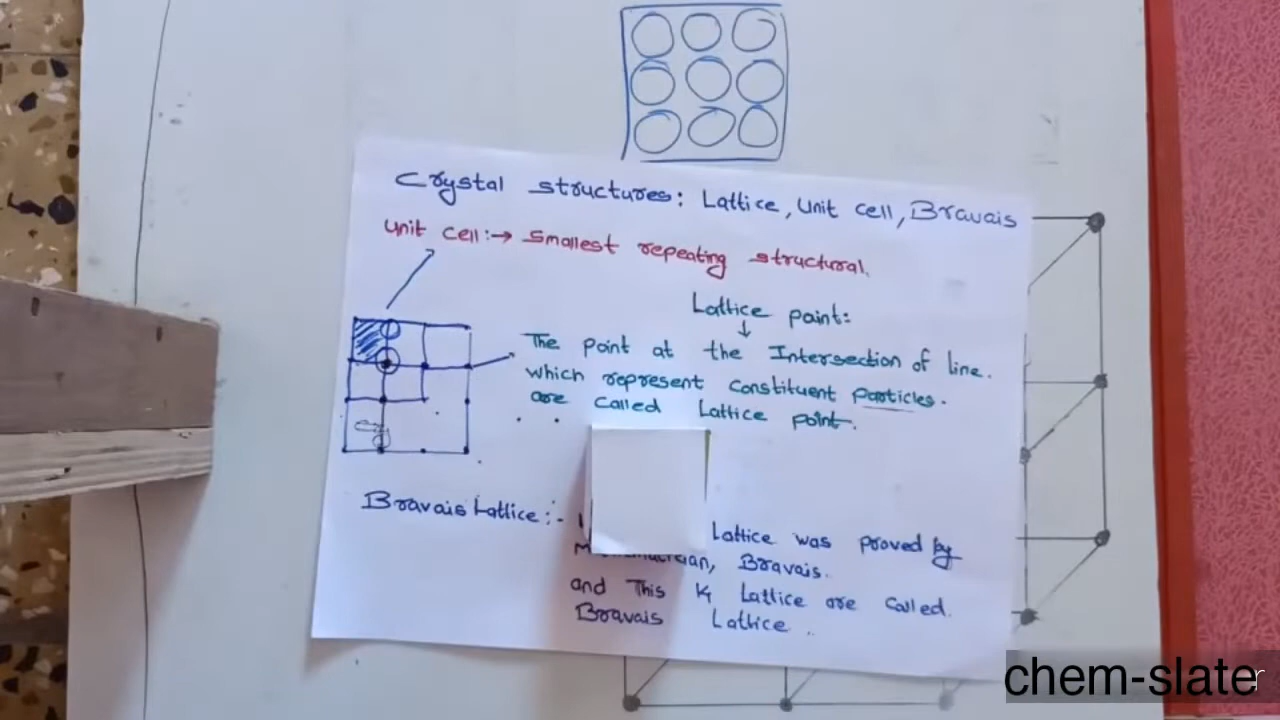 Crystal structures: Lattice, Unit cell, Bravais
Unit cell:→ Smallest repeating structural.
Lattice point:
↓
The point at the Intersection of line.
which represent constituent particles.
are called Lattice point.
Bravais Lattice:-
Lattice was proved by
Bravais.
and This 14 Lattice are called
Bravais Lattice..
chem-slate